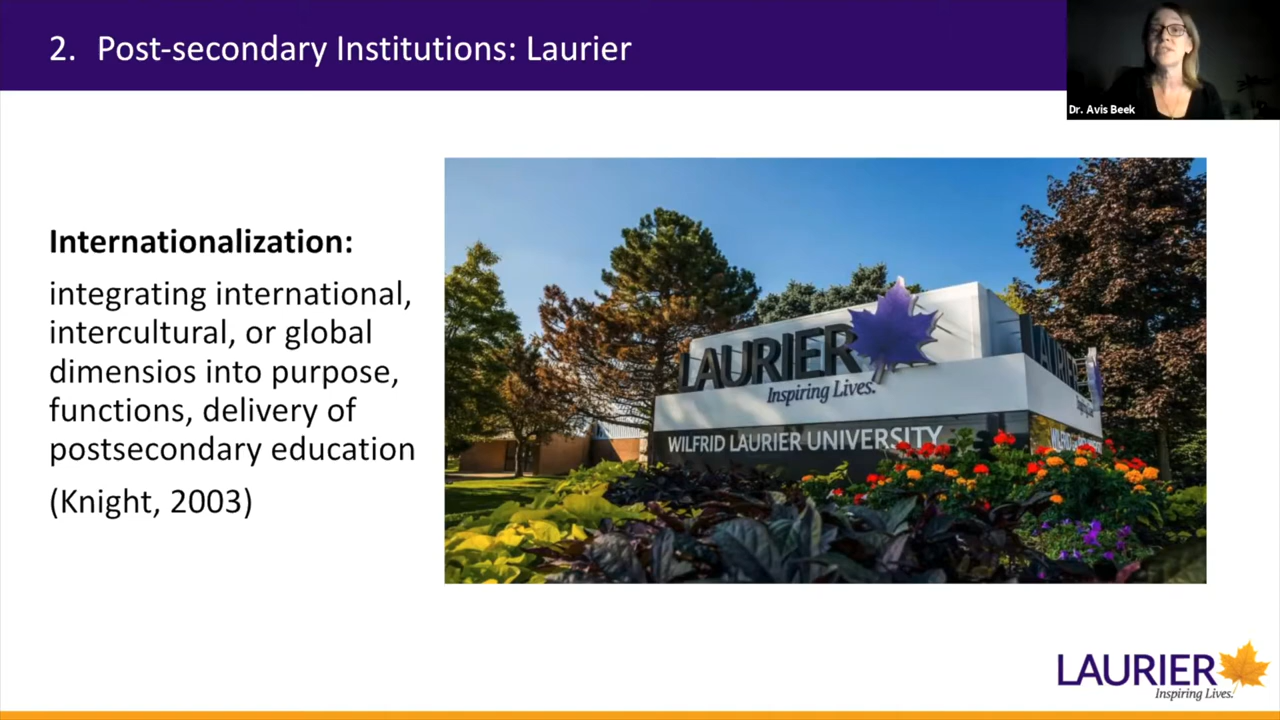 2. Post-secondary Institutions: Laurier
Dr. Avis Beek
Internationalization:
integrating international,
intercultural, or global
dimensios into purpose,
functions, delivery of
postsecondary education
(Knight, 2003)
LAURIER
Inspiring Lives.
WILFRID LAURIER UNIVERSITY
LAURIER
Inspiring Lives.